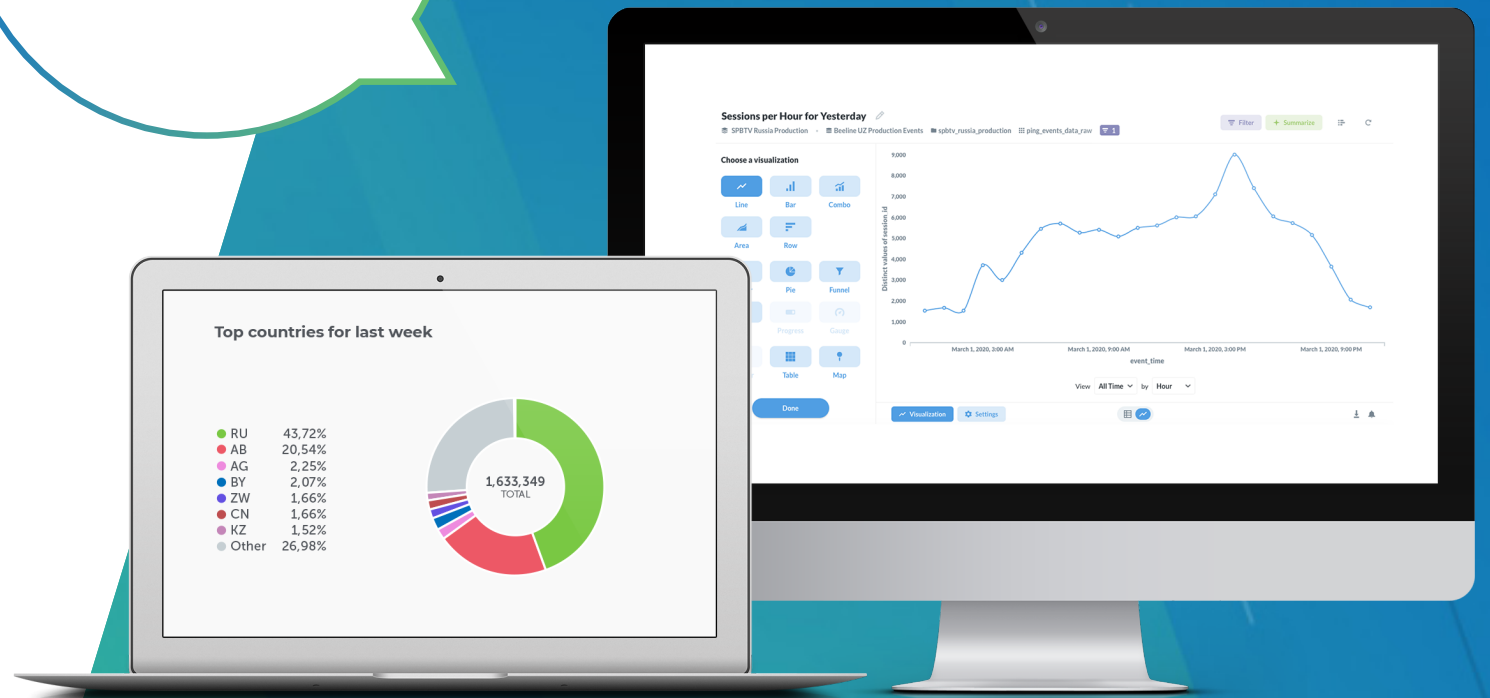 Sessions per Hour for Yesterday
SPBTV Russia Production
Beeline UZ Production Events
spbtv_russia_production
ping_events_data_raw
1
Filter
+ Summarize
Choose a visualization
Line
Bar
Combo
Area
Row
Pie
Funnel
Progress
Gauge
Table
Map
Done
Distinct values of session_id
9,000
8,000
7,000
6,000
5,000
4,000
3,000
2,000
1,000
0
March 1, 2020, 3:00 AM
March 1, 2020, 9:00 AM
March 1, 2020, 3:00 PM
March 1, 2020, 9:00 PM
event_time
View All Time by Hour
Visualization
Settings
Top countries for last week
RU 43,72%
AB 20,54%
AG 2,25%
BY 2,07%
ZW 1,66%
CN 1,66%
KZ 1,52%
Other 26,98%
1,633,349
TOTAL